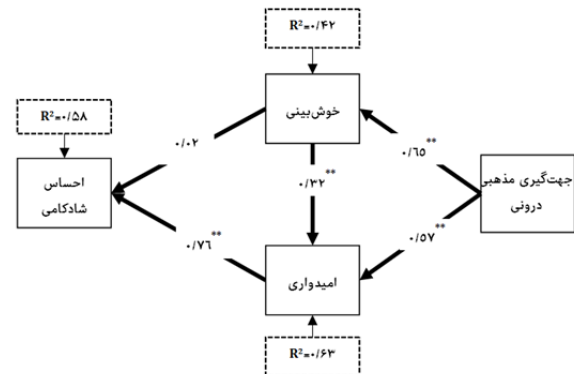 R²=۰/۴۲
خوش‌بینی
R²=۰/۵۸
احساس
شادکامی
۰/۰۲
۰/۶۵**
۰/۳۲**
جهت‌گیری مذهبی
درونی
۰/۷۶**
۰/۵۷**
امیدواری
R²=۰/۶۳